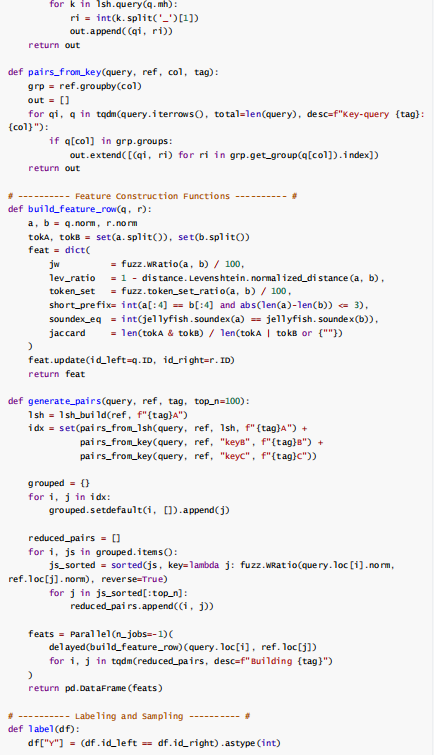 for k in lsh.query(q.mh):
            ri = int(k.split('_')[1])
            out.append((qi, ri))
    return out

def pairs_from_key(query, ref, col, tag):
    grp = ref.groupby(col)
    out = []
    for qi, q in tqdm(query.iterrows(), total=len(query), desc=f"Key-query {tag}:
{col}"):
        if q[col] in grp.groups:
            out.extend([(qi, ri) for ri in grp.get_group(q[col]).index])
    return out

# ---------- Feature Construction Functions ---------- #
def build_feature_row(q, r):
    a, b = q.norm, r.norm
    tokA, tokB = set(a.split()), set(b.split())
    feat = dict(
        jw          = fuzz.WRatio(a, b) / 100,
        lev_ratio   = 1 - distance.Levenshtein.normalized_distance(a, b),
        token_set   = fuzz.token_set_ratio(a, b) / 100,
        short_prefix= int(a[:4] == b[:4] and abs(len(a)-len(b)) <= 3),
        soundex_eq  = int(jellyfish.soundex(a) == jellyfish.soundex(b)),
        jaccard     = len(tokA & tokB) / len(tokA | tokB or {""})
    )
    feat.update(id_left=q.ID, id_right=r.ID)
    return feat

def generate_pairs(query, ref, tag, top_n=100):
    lsh = lsh_build(ref, f"{tag}A")
    idx = set(pairs_from_lsh(query, ref, lsh, f"{tag}A") +
              pairs_from_key(query, ref, "keyB", f"{tag}B") +
              pairs_from_key(query, ref, "keyC", f"{tag}C"))

    grouped = {}
    for i, j in idx:
        grouped.setdefault(i, []).append(j)

    reduced_pairs = []
    for i, js in grouped.items():
        js_sorted = sorted(js, key=lambda j: fuzz.WRatio(query.loc[i].norm,
ref.loc[j].norm), reverse=True)
        for j in js_sorted[:top_n]:
            reduced_pairs.append((i, j))

    feats = Parallel(n_jobs=-1)(
        delayed(build_feature_row)(query.loc[i], ref.loc[j])
        for i, j in tqdm(reduced_pairs, desc=f"Building {tag}")
    )
    return pd.DataFrame(feats)

# ---------- Labeling and Sampling ---------- #
def label(df):
    df["Y"] = (df.id_left == df.id_right).astype(int)